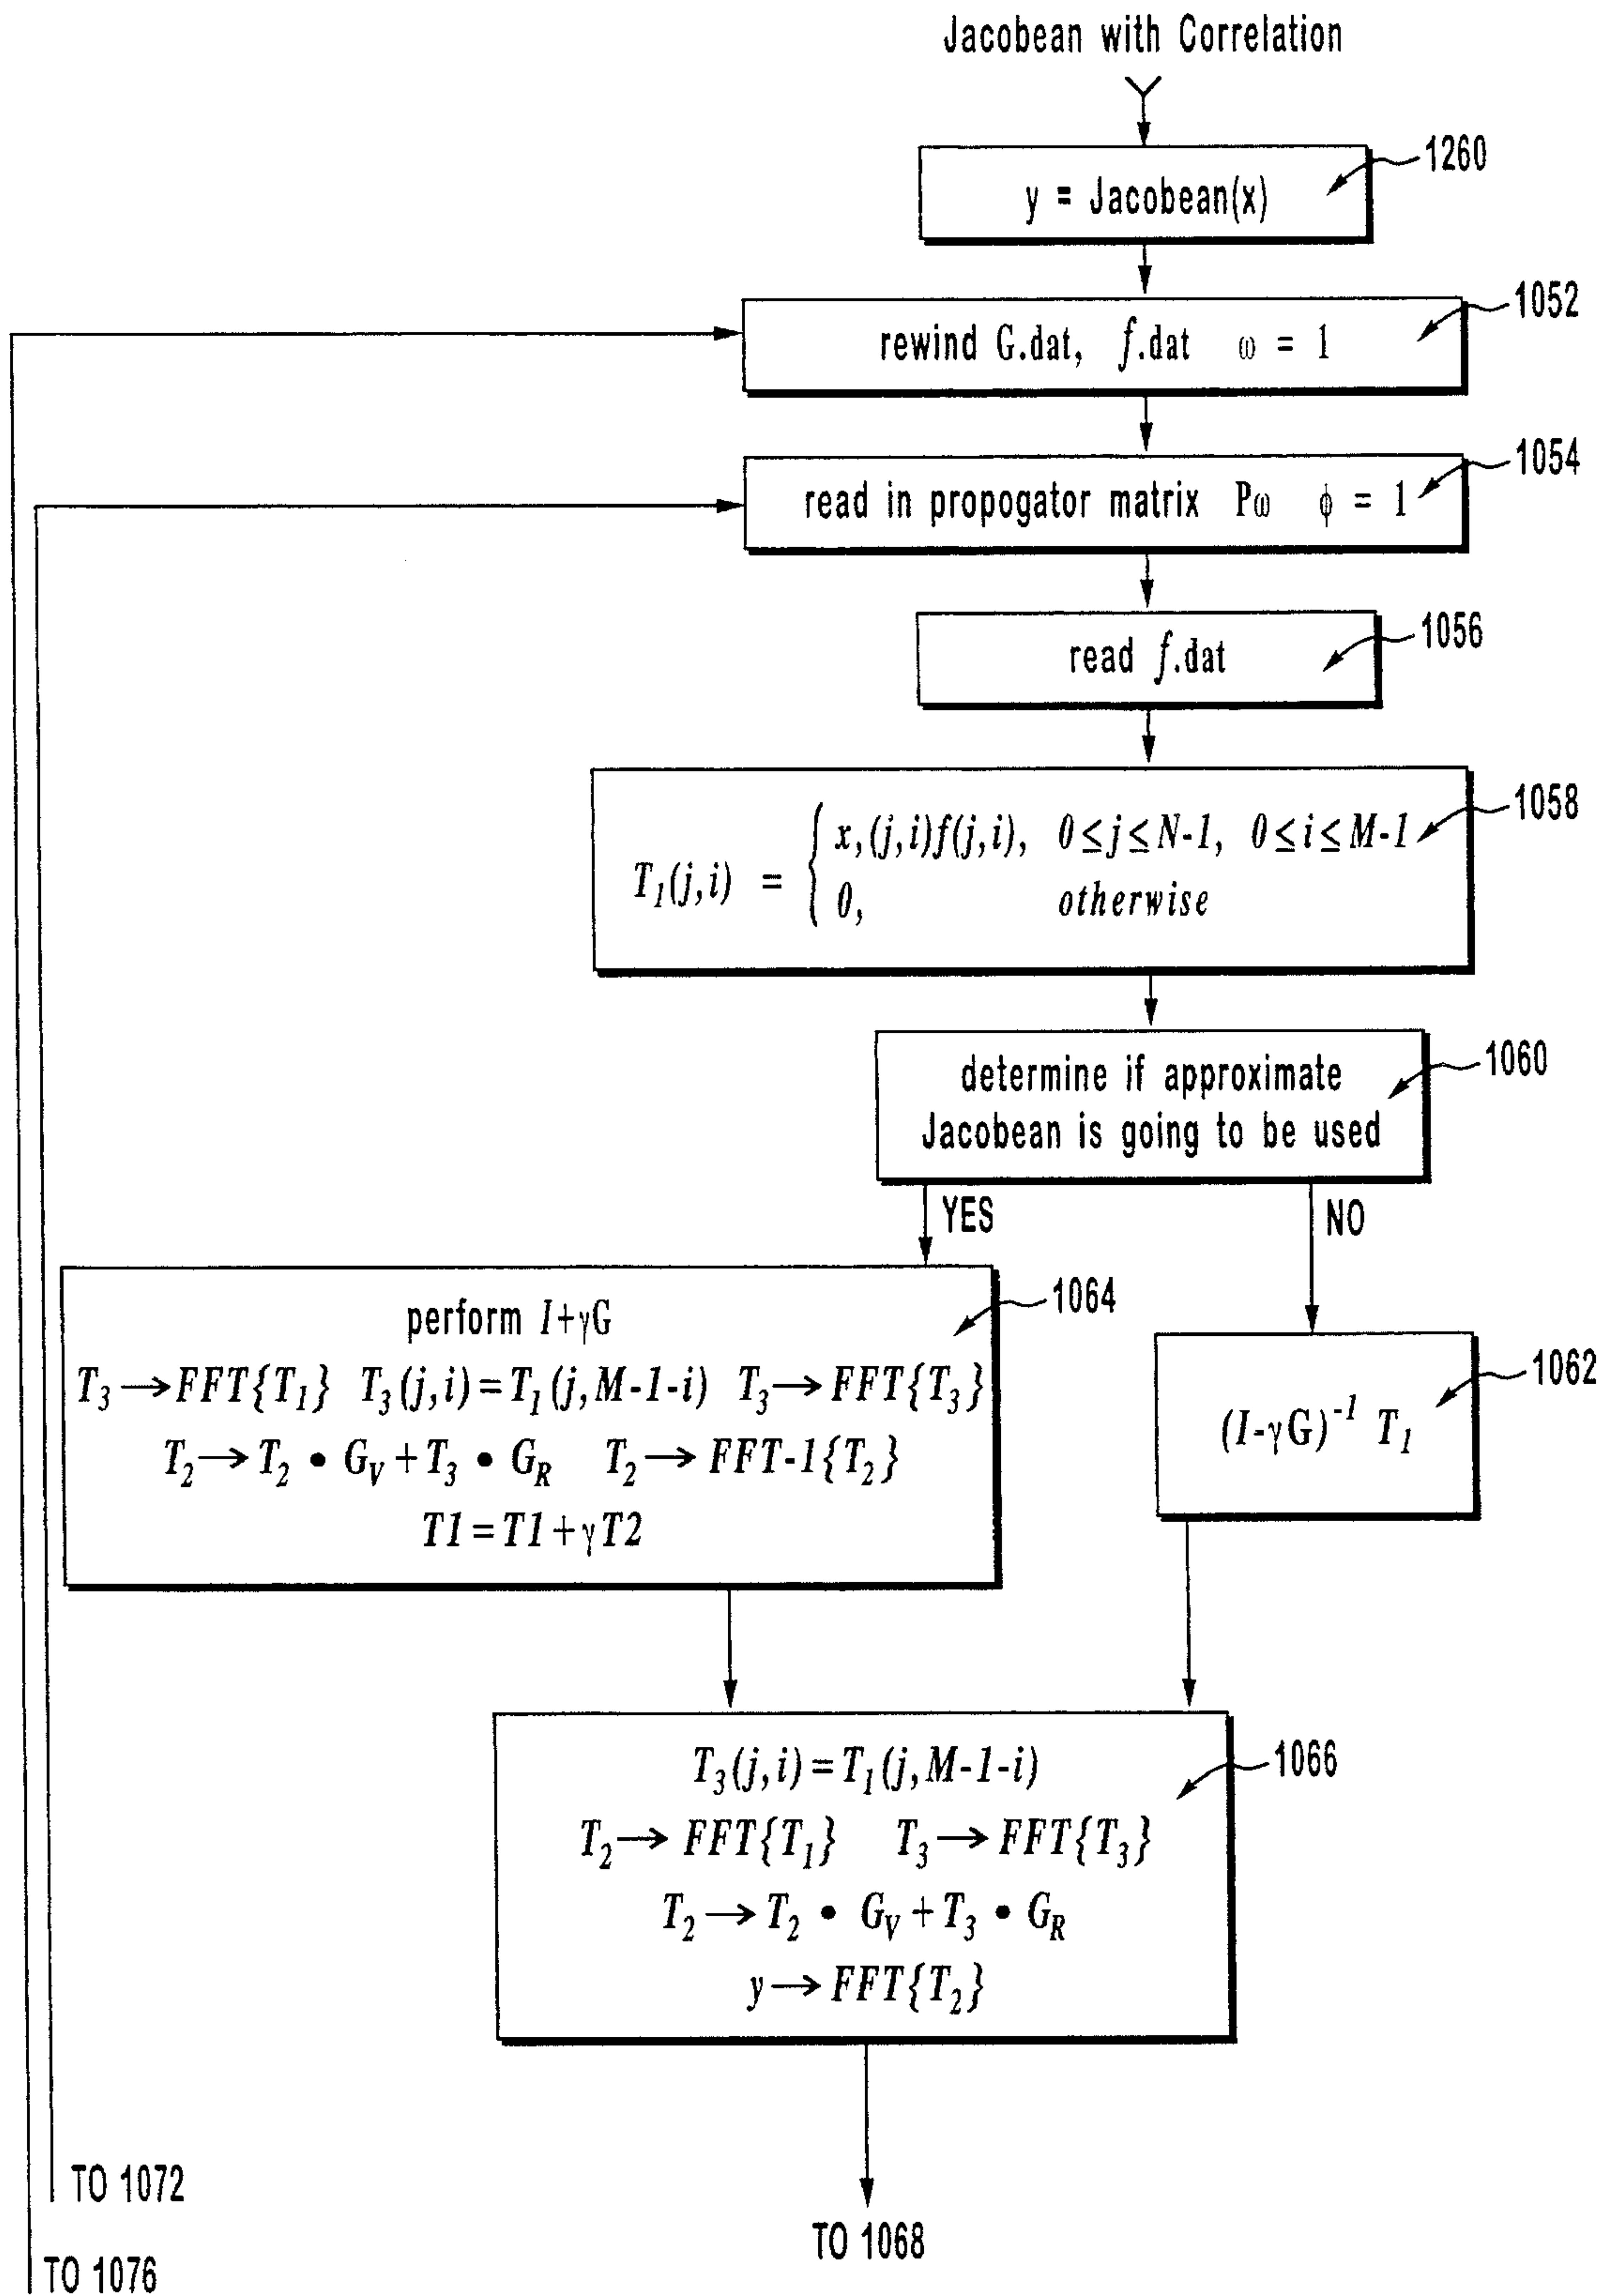 Jacobean with Correlation
1260
y = Jacobean(x)
1052
rewind G.dat, f.dat ω = 1
1054
read in propogator matrix Pω ϕ = 1
1056
read f.dat
1058
T₁(j,i) = { x,(j,i)f(j,i), 0≤j≤N-1, 0≤i≤M-1
0, otherwise
1060
determine if approximate
Jacobean is going to be used
YES
NO
1064
perform I+γG
T₃→FFT{T₁} T₃(j,i)=T₁(j,M-1-i) T₃→FFT{T₃}
T₂→T₂ • G_V+T₃ • G_R T₂→FFT-1{T₂}
T1=T1+γT2
1062
(I-γG)⁻¹ T₁
1066
T₃(j,i)=T₁(j,M-1-i)
T₂→FFT{T₁} T₃→FFT{T₃}
T₂→T₂ • G_V+T₃ • G_R
y→FFT{T₂}
TO 1072
TO 1068
TO 1076